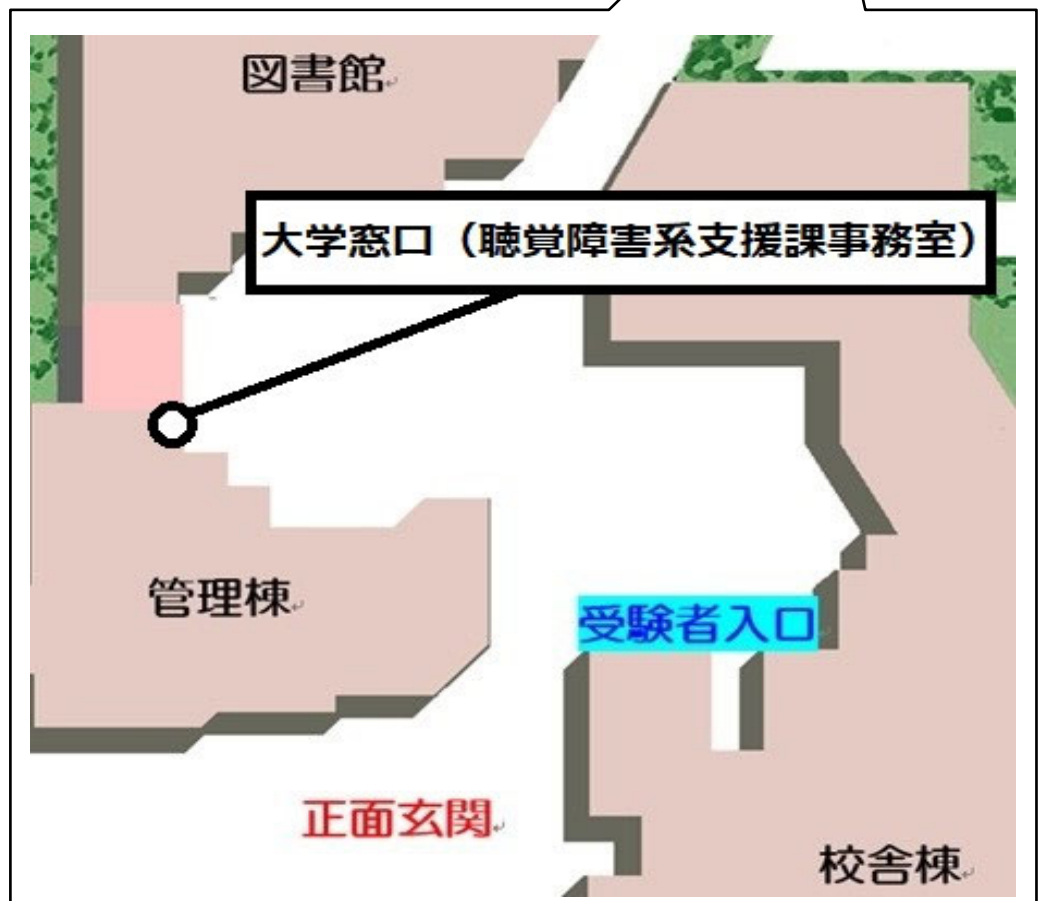 図書館
大学窓口（聴覚障害系支援課事務室）
管理棟
受験者入口
正面玄関
校舎棟